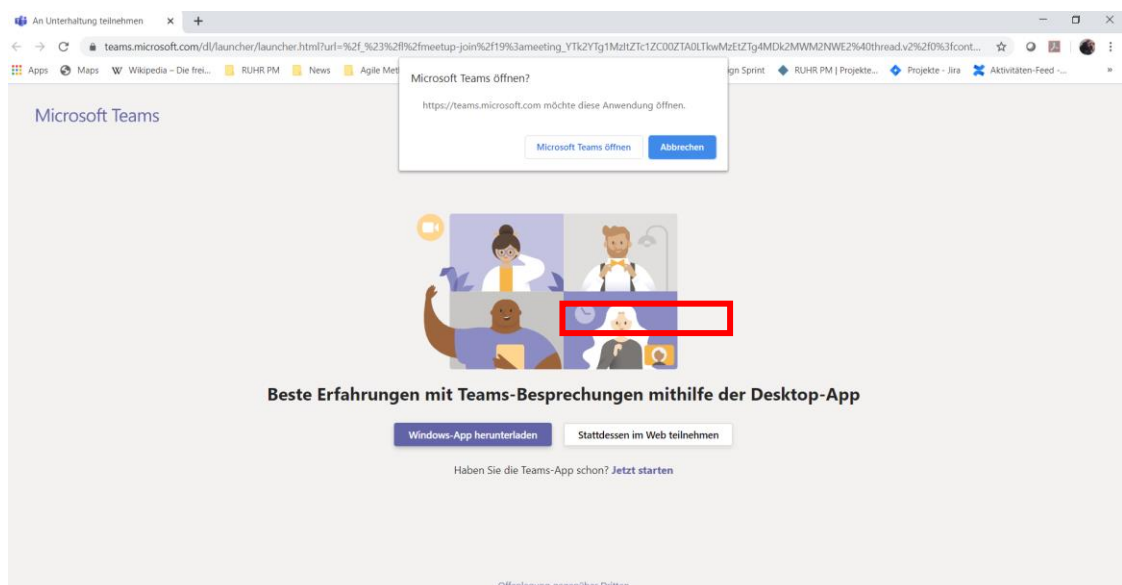 An Unterhaltung teilnehmen
teams.microsoft.com/dl/launcher/launcher.html?url=%2f_%23%2fl%2fmeetup-join%2f19%3ameeting_YTk2YTg1MzItZTc1ZC00ZTA0LTkwMzEtZTg4MDk2MWM2NWE2%40thread.v2%2f0%3fcont...
Apps Maps W Wikipedia – Die frei... RUHR PM News Agile Met ign Sprint RUHR PM | Projekte... Projekte - Jira Aktivitäten-Feed -... »
Microsoft Teams öffnen?
https://teams.microsoft.com möchte diese Anwendung öffnen.
Microsoft Teams öffnen Abbrechen
Microsoft Teams
Beste Erfahrungen mit Teams-Besprechungen mithilfe der Desktop-App
Windows-App herunterladen Stattdessen im Web teilnehmen
Haben Sie die Teams-App schon? Jetzt starten